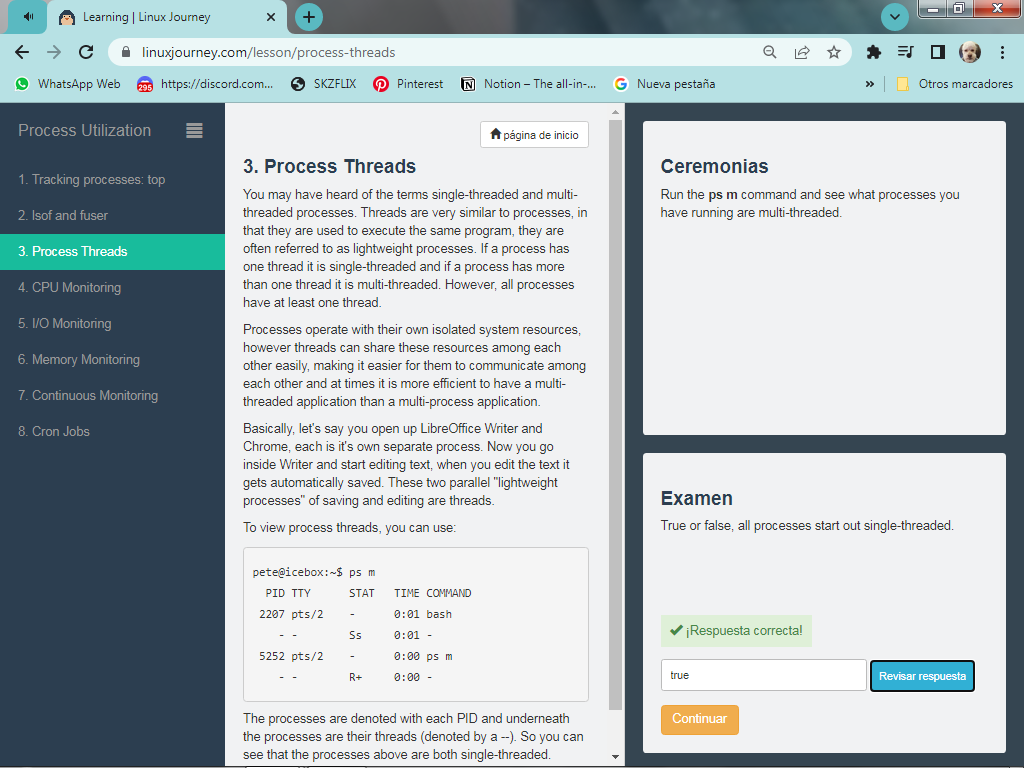 Learning | Linux Journey
linuxjourney.com/lesson/process-threads
WhatsApp Web
295
https://discord.com...
SKZFLIX
Pinterest
Notion – The all-in-...
G
Nueva pestaña
»
Otros marcadores
Process Utilization
1. Tracking processes: top
2. lsof and fuser
3. Process Threads
4. CPU Monitoring
5. I/O Monitoring
6. Memory Monitoring
7. Continuous Monitoring
8. Cron Jobs
página de inicio
3. Process Threads
You may have heard of the terms single-threaded and multi-
threaded processes. Threads are very similar to processes, in
that they are used to execute the same program, they are
often referred to as lightweight processes. If a process has
one thread it is single-threaded and if a process has more
than one thread it is multi-threaded. However, all processes
have at least one thread.
Processes operate with their own isolated system resources,
however threads can share these resources among each
other easily, making it easier for them to communicate among
each other and at times it is more efficient to have a multi-
threaded application than a multi-process application.
Basically, let's say you open up LibreOffice Writer and
Chrome, each is it's own separate process. Now you go
inside Writer and start editing text, when you edit the text it
gets automatically saved. These two parallel "lightweight
processes" of saving and editing are threads.
To view process threads, you can use:
pete@icebox:~$ ps m
PID TTY STAT TIME COMMAND
2207 pts/2 - 0:01 bash
- - Ss 0:01 -
5252 pts/2 - 0:00 ps m
- - R+ 0:00 -
The processes are denoted with each PID and underneath
the processes are their threads (denoted by a --). So you can
see that the processes above are both single-threaded.
Ceremonias
Run the ps m command and see what processes you
have running are multi-threaded.
Examen
True or false, all processes start out single-threaded.
¡Respuesta correcta!
true
Revisar respuesta
Continuar